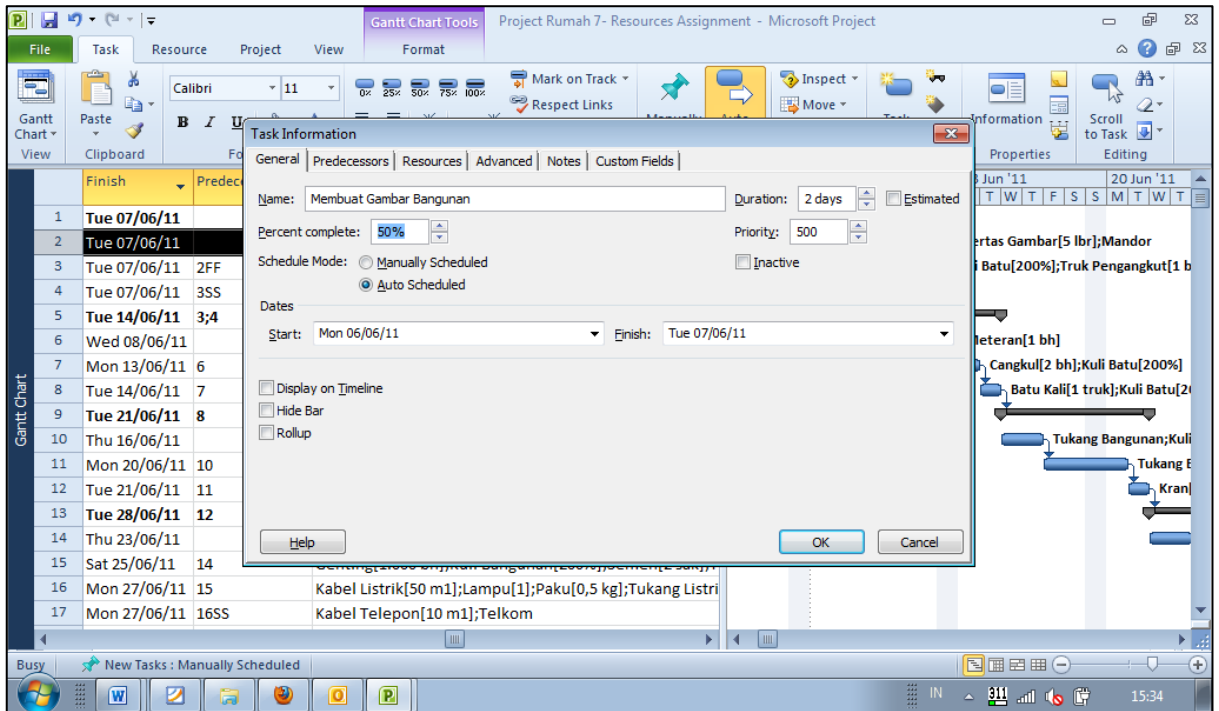 Gantt Chart Tools
Project Rumah 7- Resources Assignment - Microsoft Project
File Task Resource Project View Format
Gantt Chart
Paste
Calibri 11
B I U
0% 25% 50% 75% 100%
Mark on Track
Respect Links
Inspect
Move
Information
Scroll to Task
View Clipboard Properties Editing
Task Information
General Predecessors Resources Advanced Notes Custom Fields
Name: Membuat Gambar Bangunan Duration: 2 days Estimated
Percent complete: 50% Priority: 500
Schedule Mode: Manually Scheduled Inactive
Auto Scheduled
Dates
Start: Mon 06/06/11 Finish: Tue 07/06/11
Display on Timeline
Hide Bar
Rollup
Help OK Cancel
Finish
Jun '11 20 Jun '11
T W T F S S M T W T
1 Tue 07/06/11
2 Tue 07/06/11 Gambar[5 lbr];Mandor
3 Tue 07/06/11 2FF Batu[200%];Truk Pengangkut[1 b
4 Tue 07/06/11 3SS
5 Tue 14/06/11 3;4
6 Wed 08/06/11 [1 bh]
7 Mon 13/06/11 6 Cangkul[2 bh];Kuli Batu[200%]
8 Tue 14/06/11 7 Batu Kali[1 truk];Kuli Batu[20
9 Tue 21/06/11 8
10 Thu 16/06/11 Tukang Bangunan;Kuli
11 Mon 20/06/11 10 Tukang
12 Tue 21/06/11 11 Kran
13 Tue 28/06/11 12
14 Thu 23/06/11
15 Sat 25/06/11 14
16 Mon 27/06/11 15 Kabel Listrik[50 m1];Lampu[1];Paku[0,5 kg];Tukang Listri
17 Mon 27/06/11 16SS Kabel Telepon[10 m1];Telkom
Gantt Chart
Busy New Tasks : Manually Scheduled
IN 311 15:34